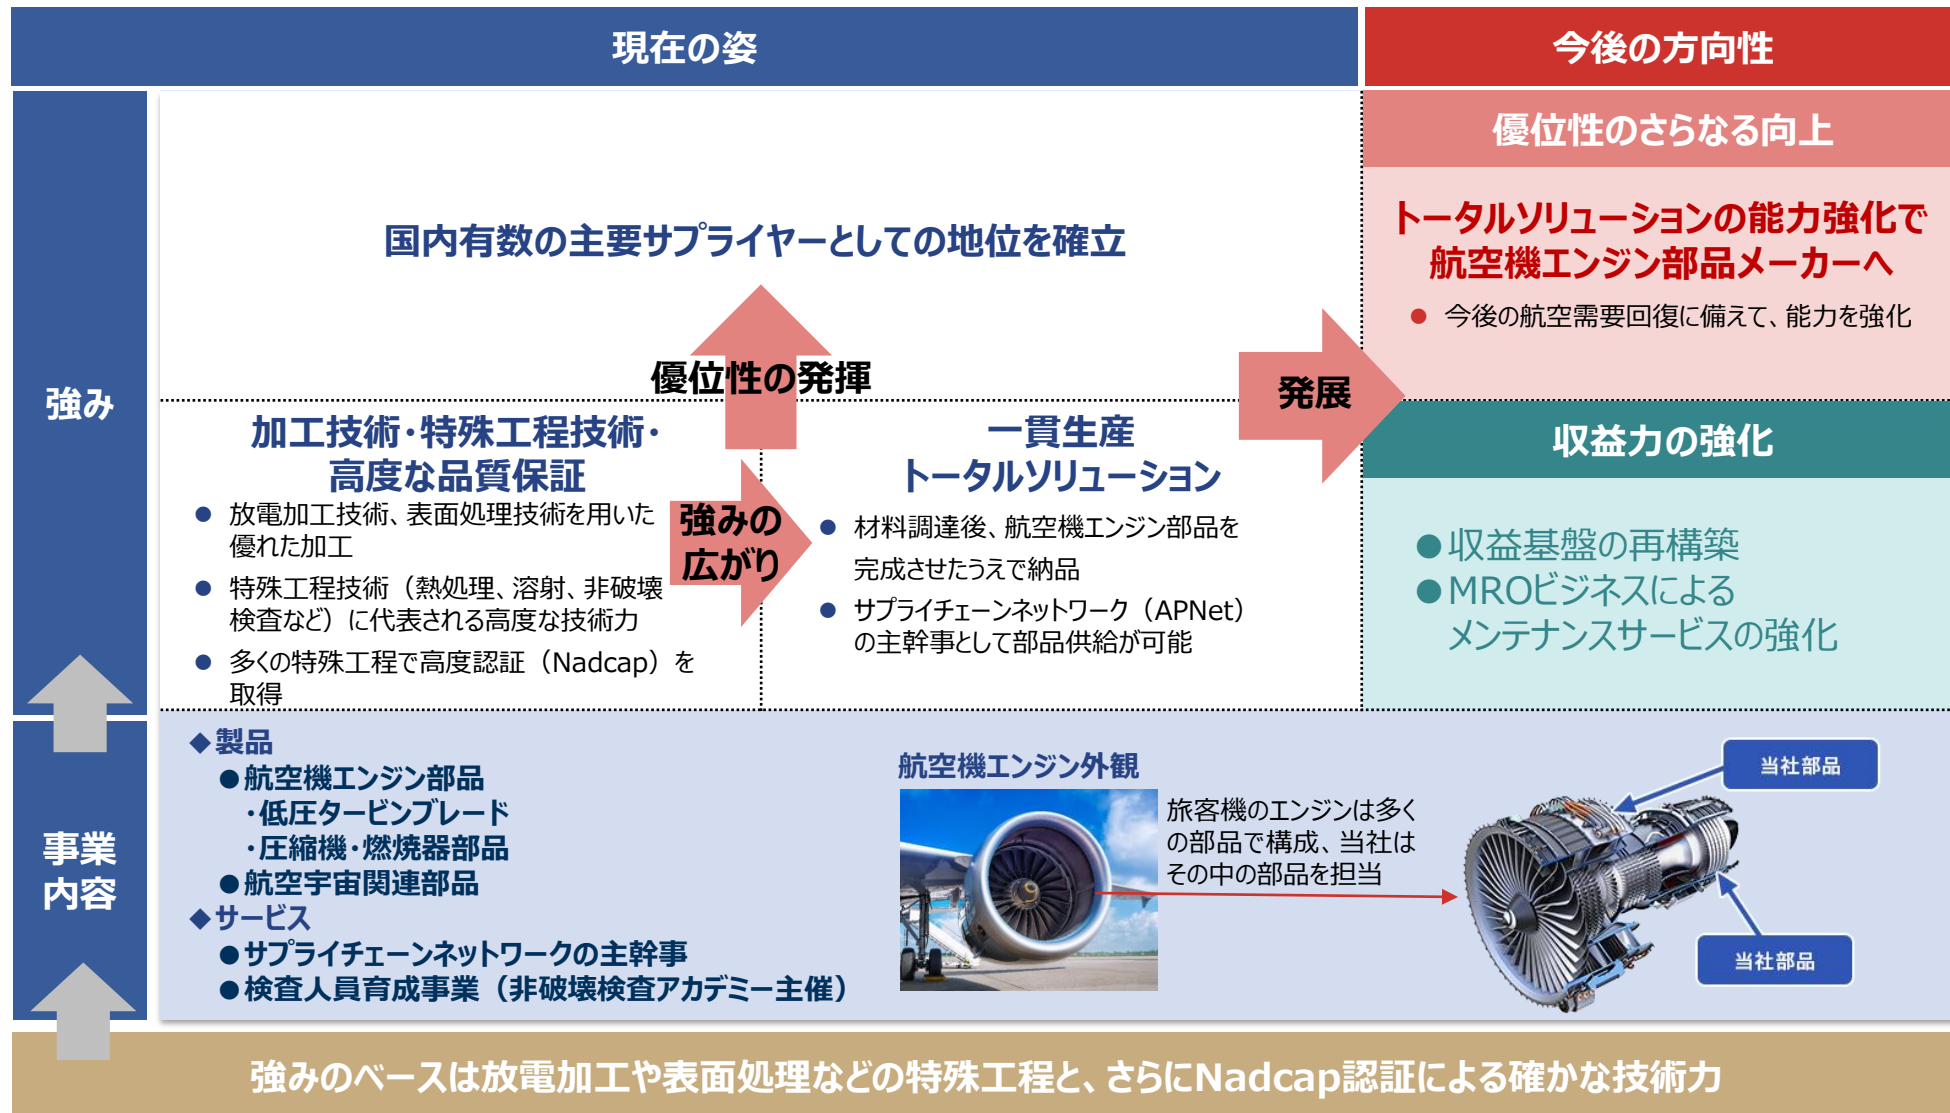 現在の姿
今後の方向性
強み
国内有数の主要サプライヤーとしての地位を確立
優位性の発揮
加工技術・特殊工程技術・
高度な品質保証
● 放電加工技術、表面処理技術を用いた
優れた加工
● 特殊工程技術（熱処理、溶射、非破壊
検査など）に代表される高度な技術力
● 多くの特殊工程で高度認証（Nadcap）を
取得
強みの
広がり
一貫生産
トータルソリューション
● 材料調達後、航空機エンジン部品を
完成させたうえで納品
● サプライチェーンネットワーク（APNet）
の主幹事として部品供給が可能
発展
優位性のさらなる向上
トータルソリューションの能力強化で
航空機エンジン部品メーカーへ
● 今後の航空需要回復に備えて、能力を強化
収益力の強化
●収益基盤の再構築
●MROビジネスによる
メンテナンスサービスの強化
事業
内容
◆製品
●航空機エンジン部品
・低圧タービンブレード
・圧縮機・燃焼器部品
●航空宇宙関連部品
◆サービス
●サプライチェーンネットワークの主幹事
●検査人員育成事業（非破壊検査アカデミー主催）
航空機エンジン外観
旅客機のエンジンは多く
の部品で構成、当社は
その中の部品を担当
当社部品
当社部品
強みのベースは放電加工や表面処理などの特殊工程と、さらにNadcap認証による確かな技術力